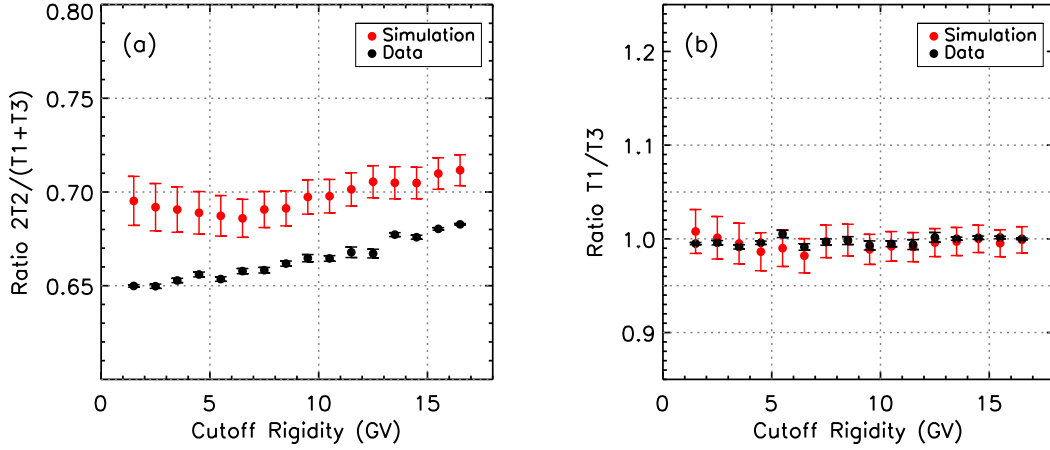 (a)
Simulation
Data
Ratio 2T2/(T1+T3)
0.80
0.75
0.70
0.65
0
5
10
15
Cutoff Rigidity (GV)
(b)
Simulation
Data
Ratio T1/T3
1.2
1.1
1.0
0.9
0
5
10
15
Cutoff Rigidity (GV)